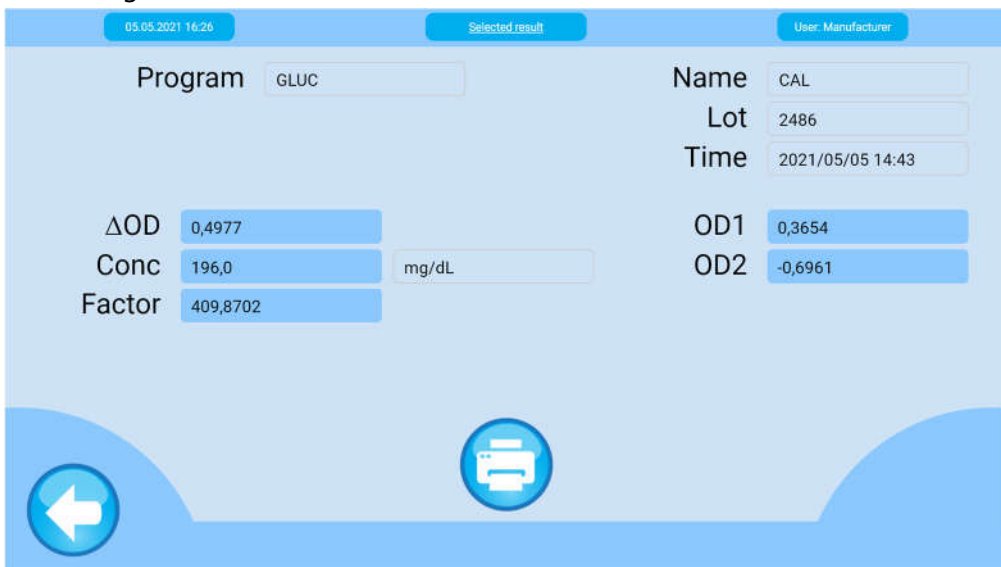 05.05.2021 16:26 Selected result User: Manufacturer
Program GLUC Name CAL
Lot 2486
Time 2021/05/05 14:43
ΔOD 0,4977 OD1 0,3654
Conc 196,0 mg/dL OD2 -0,6961
Factor 409,8702